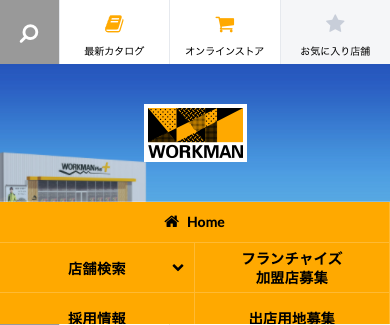 最新カタログ
オンラインストア
お気に入り店舗
WORKMAN
WORKMAN Plus
Home
店舗検索
フランチャイズ
加盟店募集
採用情報
出店用地募集